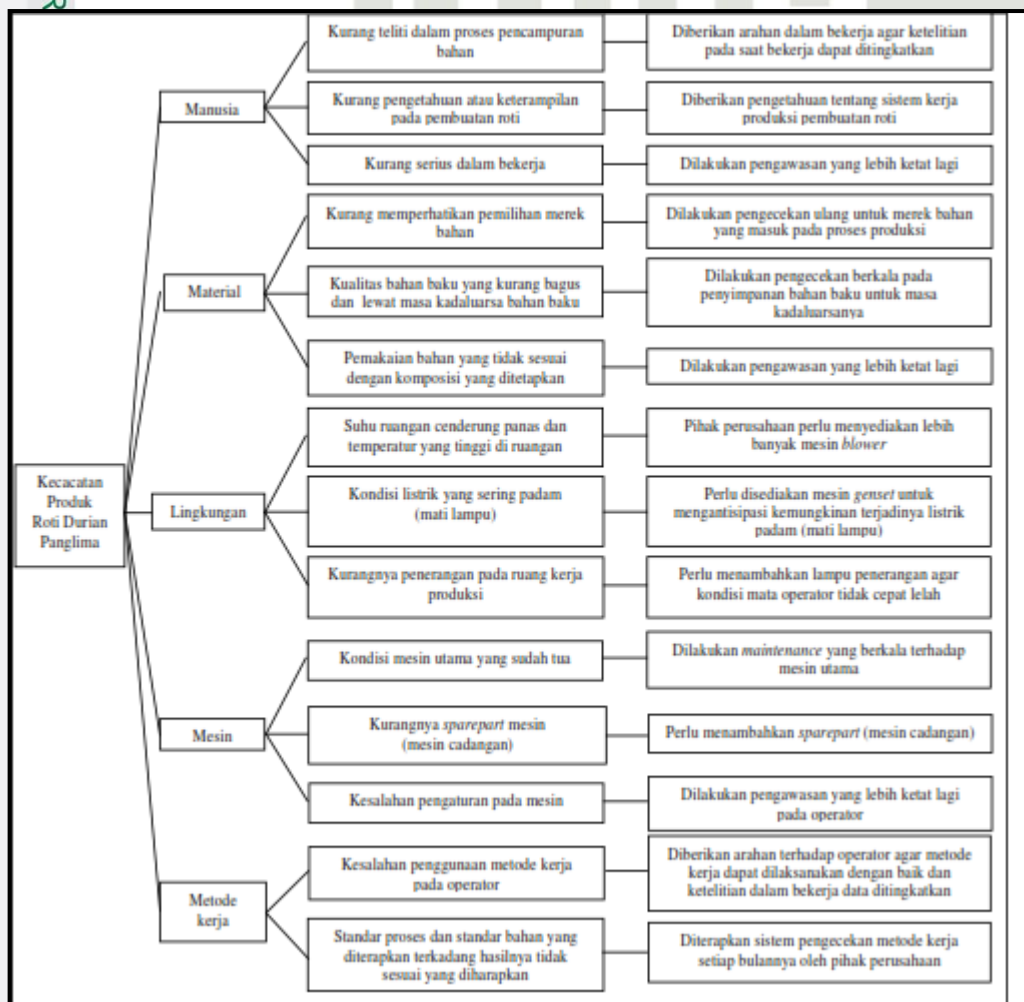 Kecacatan
Produk
Roti Durian
Panglima
Manusia
Kurang teliti dalam proses pencampuran
bahan
Diberikan arahan dalam bekerja agar ketelitian
pada saat bekerja dapat ditingkatkan
Kurang pengetahuan atau keterampilan
pada pembuatan roti
Diberikan pengetahuan tentang sistem kerja
produksi pembuatan roti
Kurang serius dalam bekerja
Dilakukan pengawasan yang lebih ketat lagi
Material
Kurang memperhatikan pemilihan merek
bahan
Dilakukan pengecekan ulang untuk merek bahan
yang masuk pada proses produksi
Kualitas bahan baku yang kurang bagus
dan lewat masa kadaluarsa bahan baku
Dilakukan pengecekan berkala pada
penyimpanan bahan baku untuk masa
kadaluarsanya
Pemakaian bahan yang tidak sesuai
dengan komposisi yang ditetapkan
Dilakukan pengawasan yang lebih ketat lagi
Lingkungan
Suhu ruangan cenderung panas dan
temperatur yang tinggi di ruangan
Pihak perusahaan perlu menyediakan lebih
banyak mesin blower
Kondisi listrik yang sering padam
(mati lampu)
Perlu disediakan mesin genset untuk
mengantisipasi kemungkinan terjadinya listrik
padam (mati lampu)
Kurangnya penerangan pada ruang kerja
produksi
Perlu menambahkan lampu penerangan agar
kondisi mata operator tidak cepat lelah
Mesin
Kondisi mesin utama yang sudah tua
Dilakukan maintenance yang berkala terhadap
mesin utama
Kurangnya sparepart mesin
(mesin cadangan)
Perlu menambahkan sparepart (mesin cadangan)
Kesalahan pengaturan pada mesin
Dilakukan pengawasan yang lebih ketat lagi
pada operator
Metode
kerja
Kesalahan penggunaan metode kerja
pada operator
Diberikan arahan terhadap operator agar metode
kerja dapat dilaksanakan dengan baik dan
ketelitian dalam bekerja data ditingkatkan
Standar proses dan standar bahan yang
diterapkan terkadang hasilnya tidak
sesuai yang diharapkan
Diterapkan sistem pengecekan metode kerja
setiap bulannya oleh pihak perusahaan